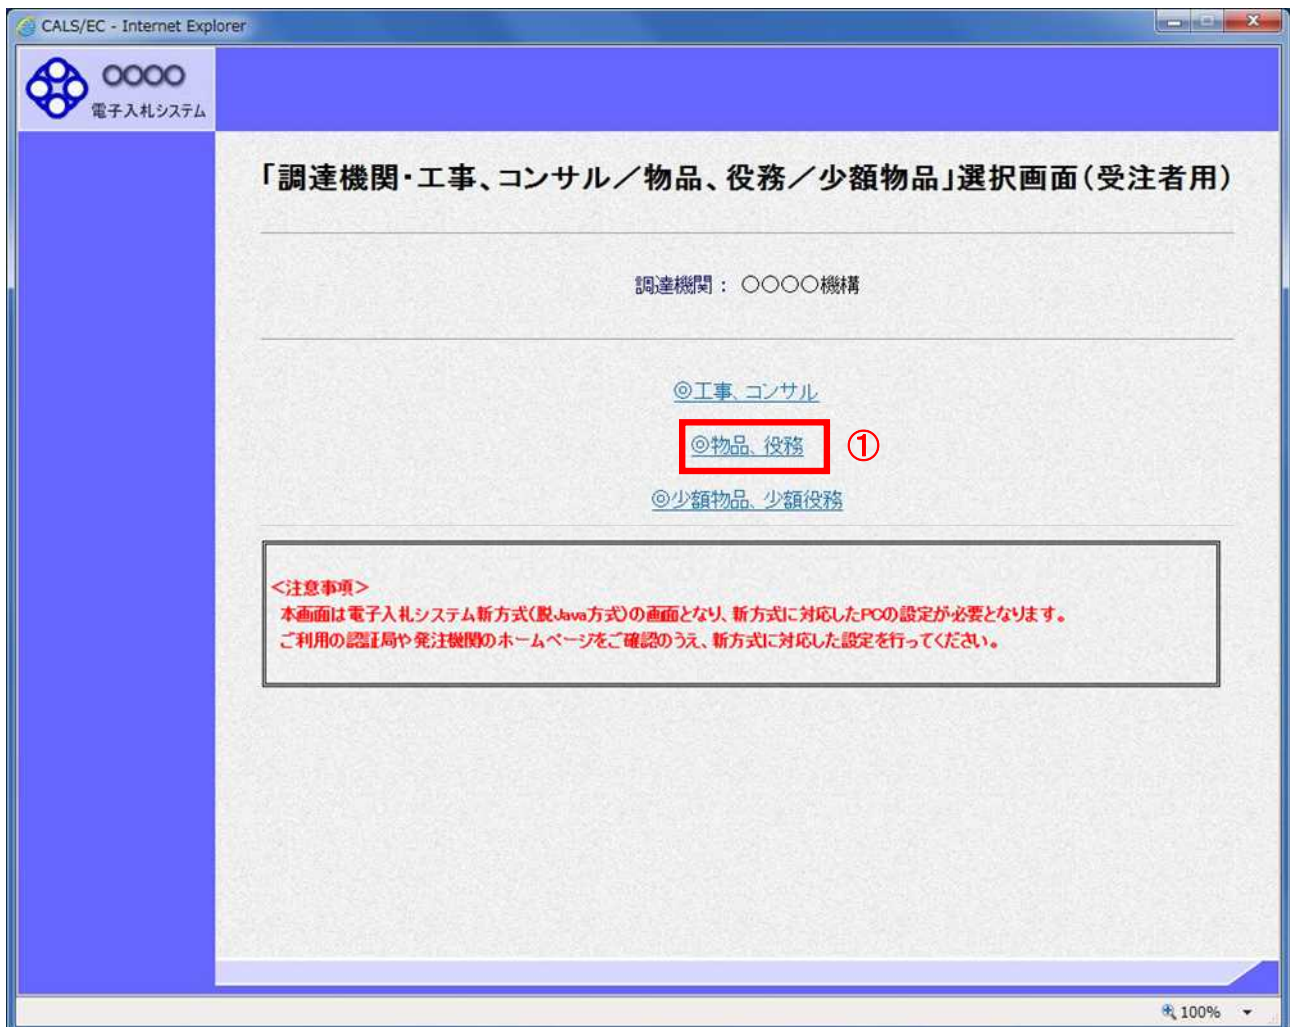 CALS/EC - Internet Explorer
○○○○
電子入札システム
「調達機関・工事、コンサル／物品、役務／少額物品」選択画面(受注者用)
調達機関： ○○○○機構
◎工事、コンサル
◎物品、役務 ①
◎少額物品、少額役務
＜注意事項＞
本画面は電子入札システム新方式(脱Java方式)の画面となり、新方式に対応したPCの設定が必要となります。
ご利用の認証局や発注機関のホームページをご確認のうえ、新方式に対応した設定を行ってください。
100%